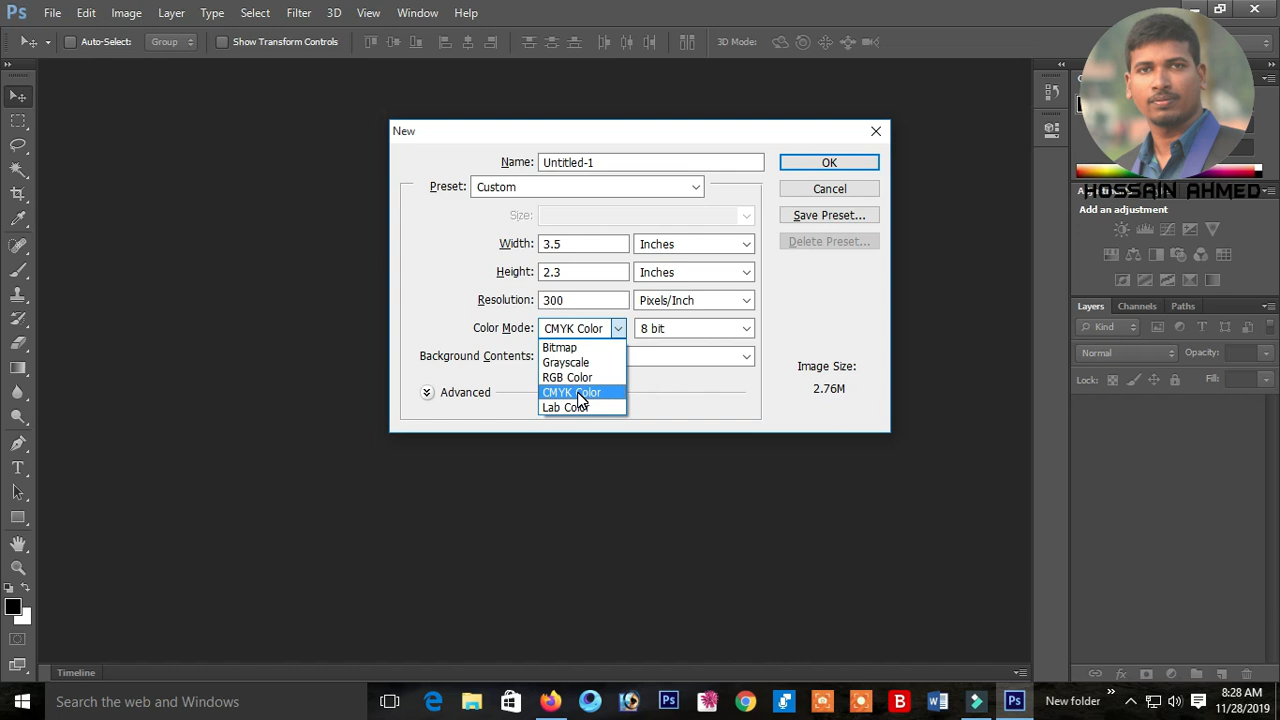 Ps File Edit Image Layer Type Select Filter 3D View Window Help
Auto-Select: Group Show Transform Controls 3D Mode:
New
Name: Untitled-1 OK
Preset: Custom Cancel
Size: Save Preset...
Width: 3.5 Inches Delete Preset...
Height: 2.3 Inches
Resolution: 300 Pixels/Inch
Color Mode: CMYK Color 8 bit
Bitmap
Background Contents:
Grayscale
RGB Color
CMYK Color
Lab Color
Advanced
Image Size:
2.76M
HOSSAIN AHMED
Add an adjustment
Layers Channels Paths
Kind
Normal Opacity:
Lock: Fill:
Timeline
Search the web and Windows Ps B Ps New folder 8:28 AM
11/28/2019